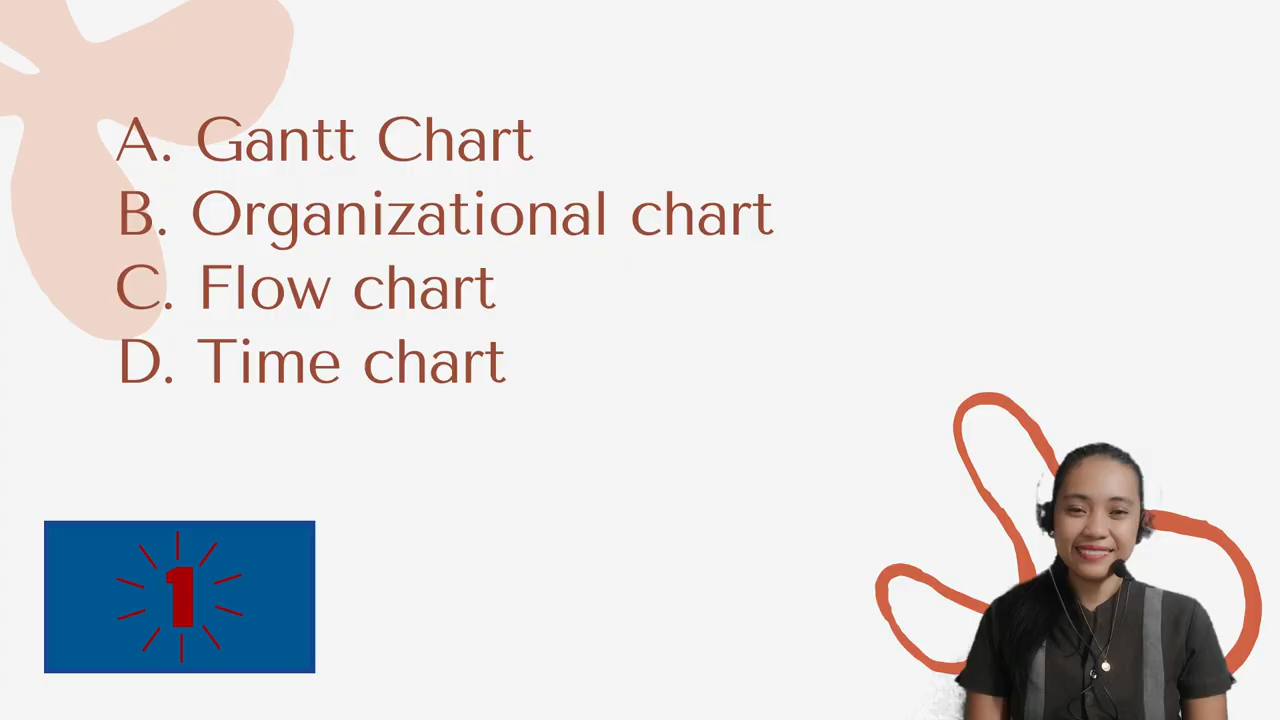 A. Gantt Chart
B. Organizational chart
C. Flow chart
D. Time chart
1